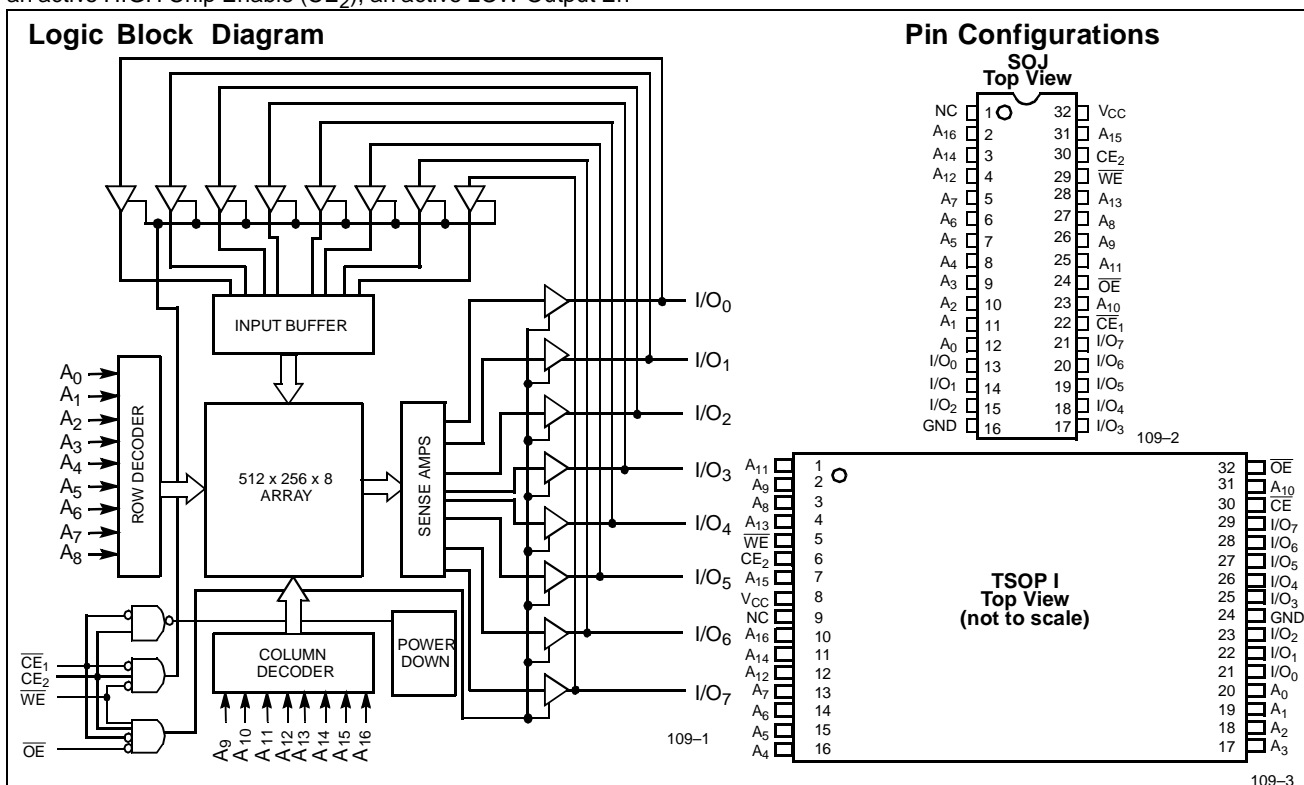 an active HIGH Chip Enable (CE2), an active LOW Output En
Logic Block Diagram
INPUT BUFFER
A0
A1
A2
A3
A4
A5
A6
A7
A8
ROW DECODER
512 x 256 x 8
ARRAY
SENSE AMPS
I/O0
I/O1
I/O2
I/O3
I/O4
I/O5
I/O6
I/O7
COLUMN
DECODER
POWER
DOWN
CE1
CE2
WE
OE
A9
A10
A11
A12
A13
A14
A15
A16
109–1
Pin Configurations
SOJ
Top View
NC 1 32 VCC
A16 2 31 A15
A14 3 30 CE2
A12 4 29 WE
A7 5 28 A13
A6 6 27 A8
A5 7 26 A9
A4 8 25 A11
A3 9 24 OE
A2 10 23 A10
A1 11 22 CE1
A0 12 21 I/O7
I/O0 13 20 I/O6
I/O1 14 19 I/O5
I/O2 15 18 I/O4
GND 16 17 I/O3
109–2
A11 1 32 OE
A9 2 31 A10
A8 3 30 CE
A13 4 29 I/O7
WE 5 28 I/O6
CE2 6 27 I/O5
A15 7 26 I/O4
VCC 8 25 I/O3
NC 9 24 GND
A16 10 23 I/O2
A14 11 22 I/O1
A12 12 21 I/O0
A7 13 20 A0
A6 14 19 A1
A5 15 18 A2
A4 16 17 A3
TSOP I
Top View
(not to scale)
109–3